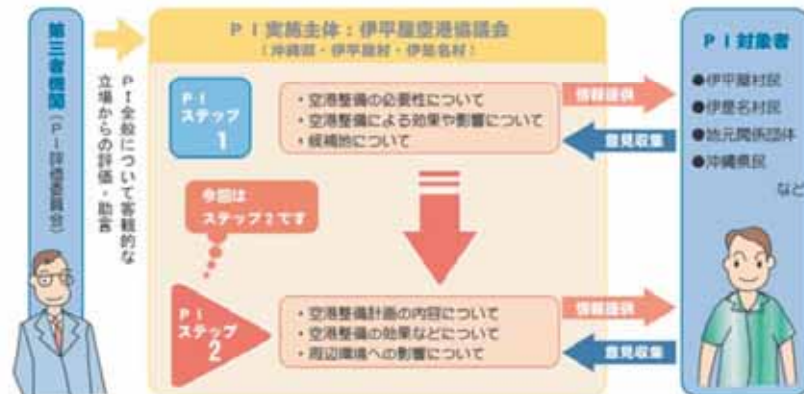 第三者機関(PI評価委員会)
PI全般について客観的な
立場からの評価・助言
PI実施主体:伊平屋空港協議会
(沖縄県・伊平屋村・伊是名村)
PI
ステップ
1
・空港整備の必要性について
・空港整備による効果や影響について
・候補地について
情報提供
意見収集
今回は
ステップ2です
PI
ステップ
2
・空港整備計画の内容について
・空港整備の効果などについて
・周辺環境への影響について
情報提供
意見収集
PI対象者
●伊平屋村民
●伊是名村民
●地元関係団体
●沖縄県民
など